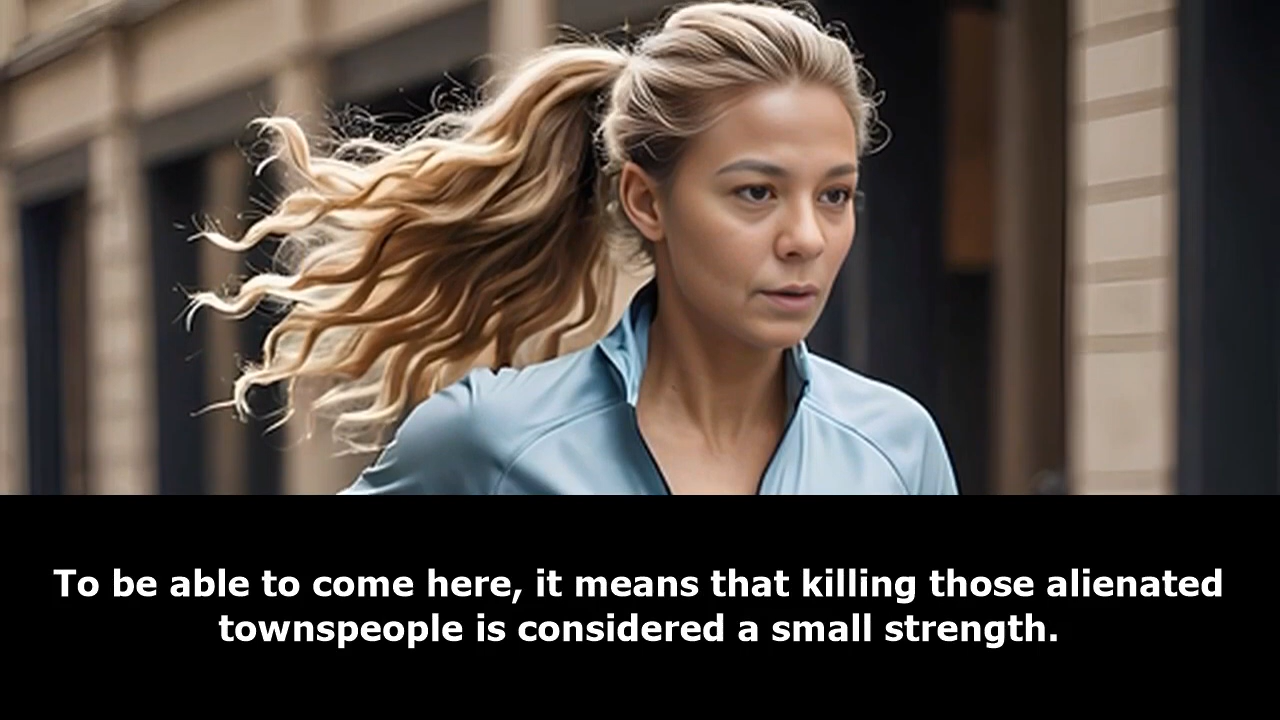 To be able to come here, it means that killing those alienated
townspeople is considered a small strength.